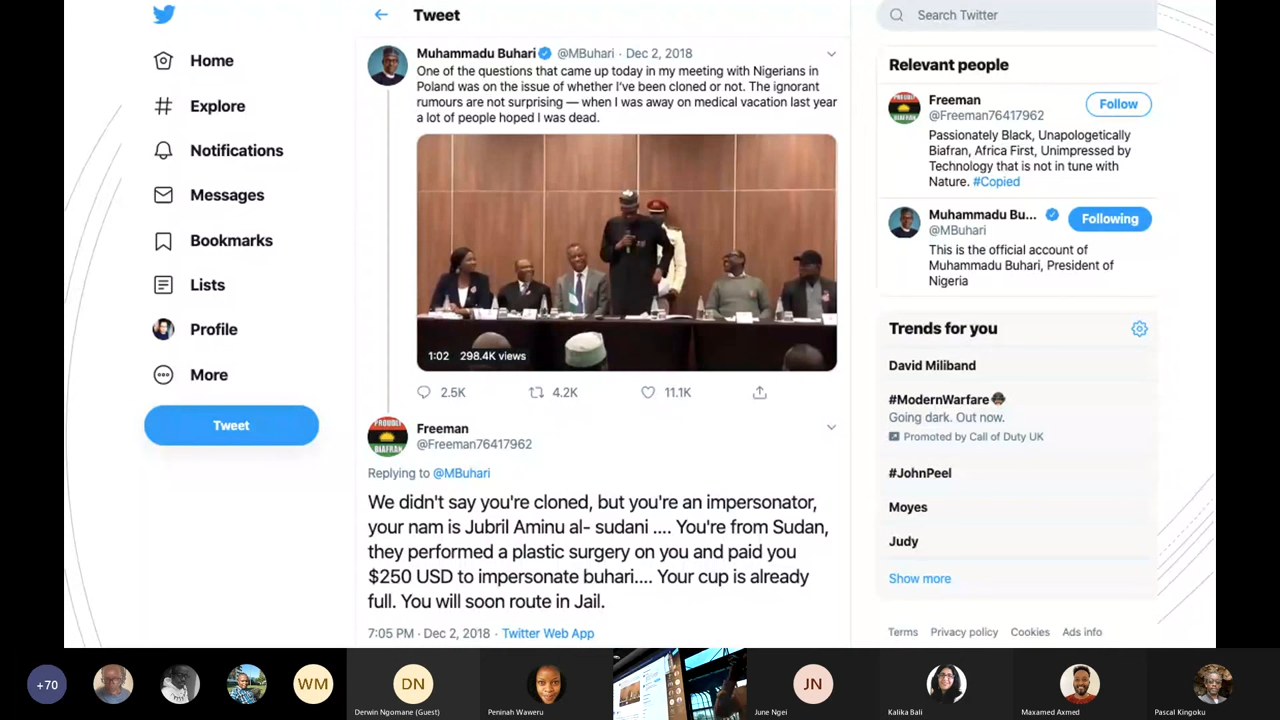 Home
Explore
Notifications
Messages
Bookmarks
Lists
Profile
More
Tweet
Tweet
Muhammadu Buhari @MBuhari · Dec 2, 2018
One of the questions that came up today in my meeting with Nigerians in
Poland was on the issue of whether I've been cloned or not. The ignorant
rumours are not surprising — when I was away on medical vacation last year
a lot of people hoped I was dead.
1:02 298.4K views
2.5K 4.2K 11.1K
PROUDLY
BIAFRAN
Freeman
@Freeman76417962
Replying to @MBuhari
We didn't say you're cloned, but you're an impersonator,
your nam is Jubril Aminu al- sudani .... You're from Sudan,
they performed a plastic surgery on you and paid you
$250 USD to impersonate buhari.... Your cup is already
full. You will soon route in Jail.
7:05 PM · Dec 2, 2018 · Twitter Web App
Search Twitter
Relevant people
PROUDLY
BIAFRAN
Freeman
@Freeman76417962
Follow
Passionately Black, Unapologetically
Biafran, Africa First, Unimpressed by
Technology that is not in tune with
Nature. #Copied
Muhammadu Bu...
@MBuhari
Following
This is the official account of
Muhammadu Buhari, President of
Nigeria
Trends for you
David Miliband
#ModernWarfare
Going dark. Out now.
Promoted by Call of Duty UK
#JohnPeel
Moyes
Judy
Show more
Terms Privacy policy Cookies Ads info
+70
WM
DN
JN
Derwin Ngomane (Guest)
Peninah Waweru
June Ngei
Kalika Bali
Maxamed Axmed
Pascal Kingoku